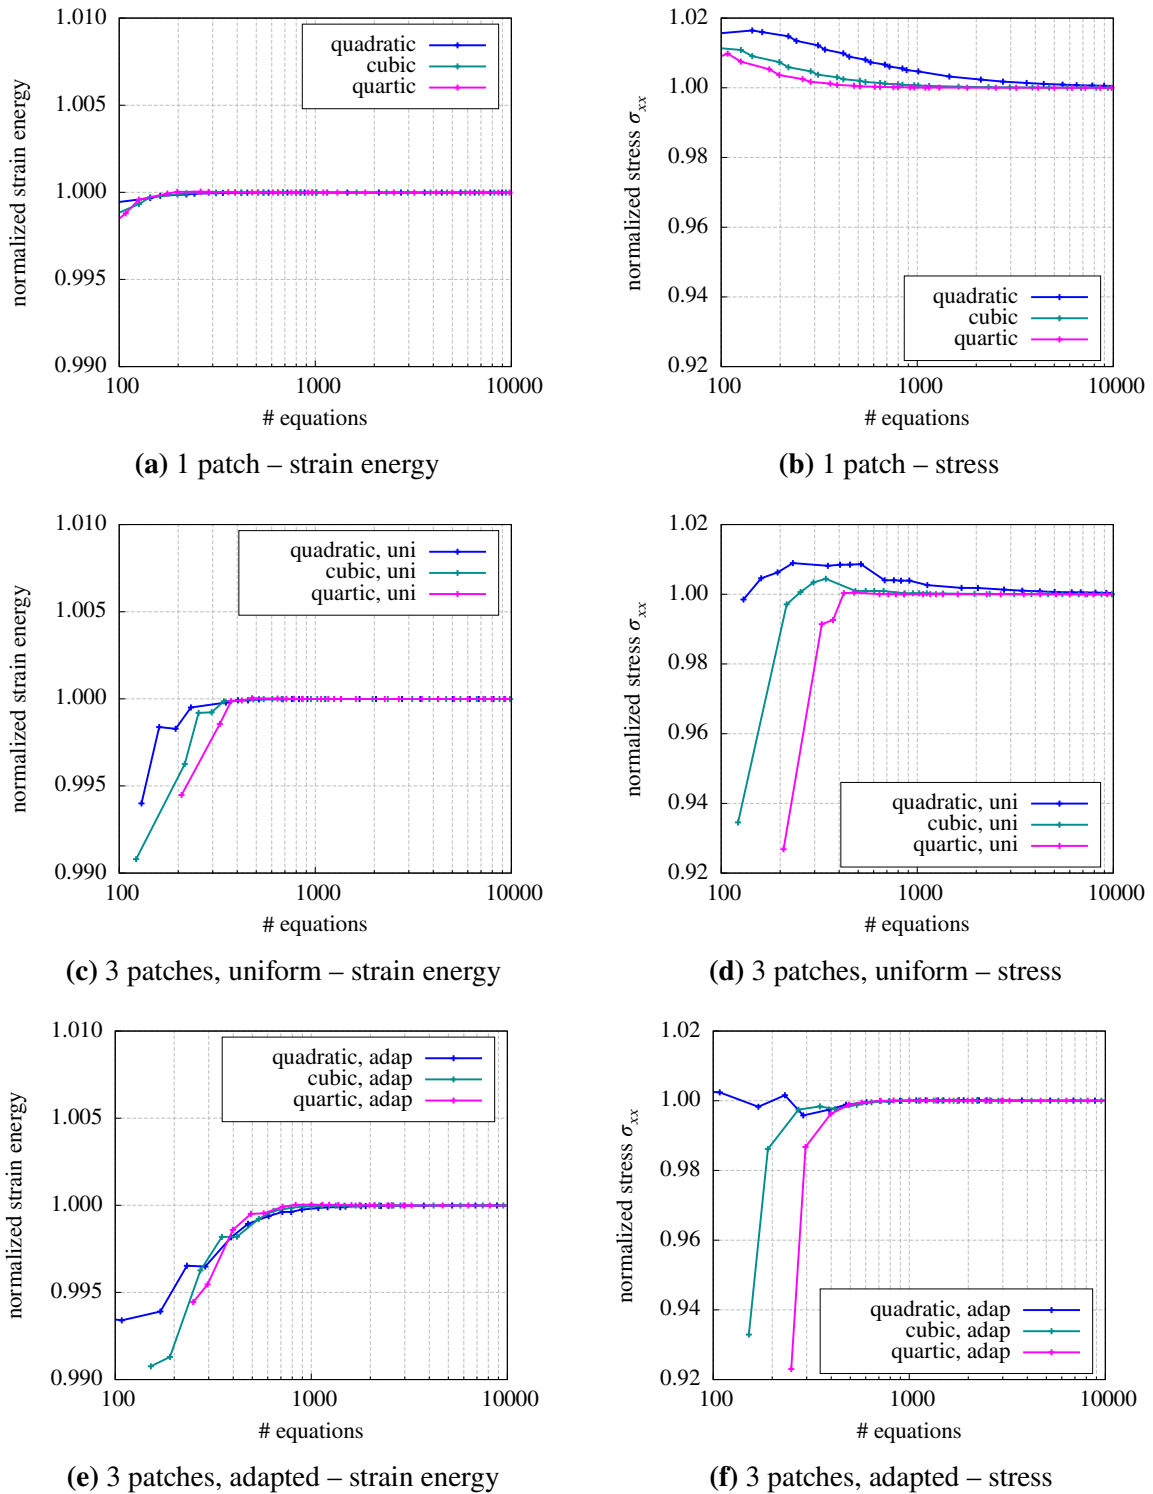 1.010
1.005
1.000
0.995
0.990
100 1000 10000
normalized strain energy
# equations
quadratic
cubic
quartic
(a) 1 patch – strain energy
1.02
1.00
0.98
0.96
0.94
0.92
100 1000 10000
normalized stress σxx
# equations
quadratic
cubic
quartic
(b) 1 patch – stress
1.010
1.005
1.000
0.995
0.990
100 1000 10000
normalized strain energy
# equations
quadratic, uni
cubic, uni
quartic, uni
(c) 3 patches, uniform – strain energy
1.02
1.00
0.98
0.96
0.94
0.92
100 1000 10000
normalized stress σxx
# equations
quadratic, uni
cubic, uni
quartic, uni
(d) 3 patches, uniform – stress
1.010
1.005
1.000
0.995
0.990
100 1000 10000
normalized strain energy
# equations
quadratic, adap
cubic, adap
quartic, adap
(e) 3 patches, adapted – strain energy
1.02
1.00
0.98
0.96
0.94
0.92
100 1000 10000
normalized stress σxx
# equations
quadratic, adap
cubic, adap
quartic, adap
(f) 3 patches, adapted – stress